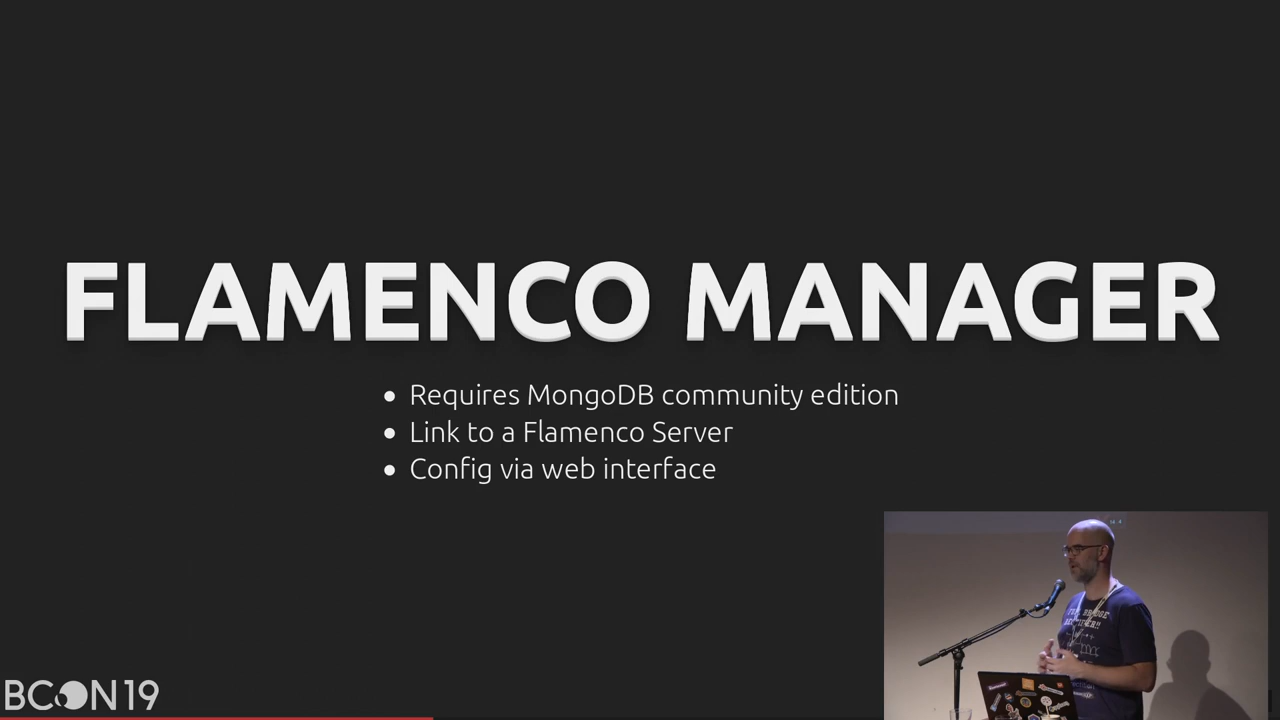 FLAMENCO MANAGER
Requires MongoDB community edition
Link to a Flamenco Server
Config via web interface
BCON19